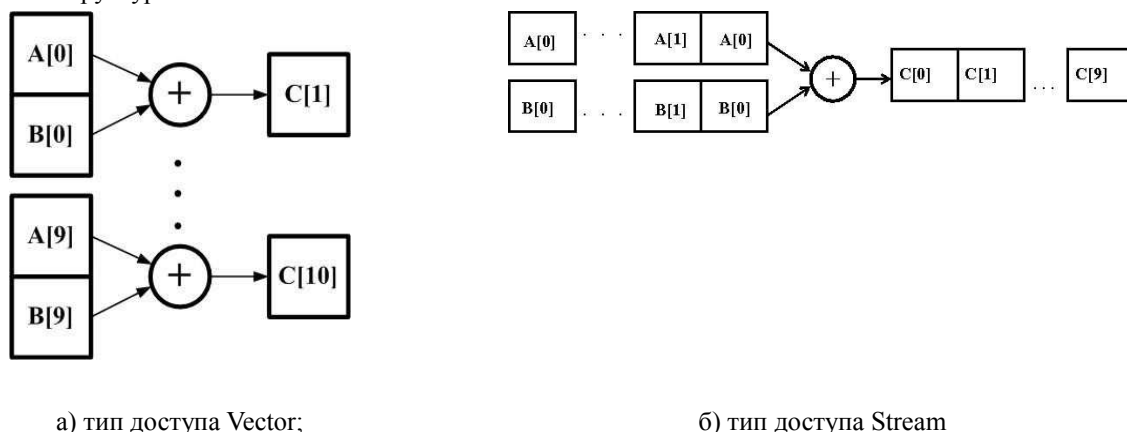 A[0]
B[0]
+
C[1]
A[9]
B[9]
+
C[10]
A[0] . . . A[1] A[0]
B[0] . . . B[1] B[0]
+
C[0] C[1] ... C[9]
а) тип доступа Vector;
б) тип доступа Stream